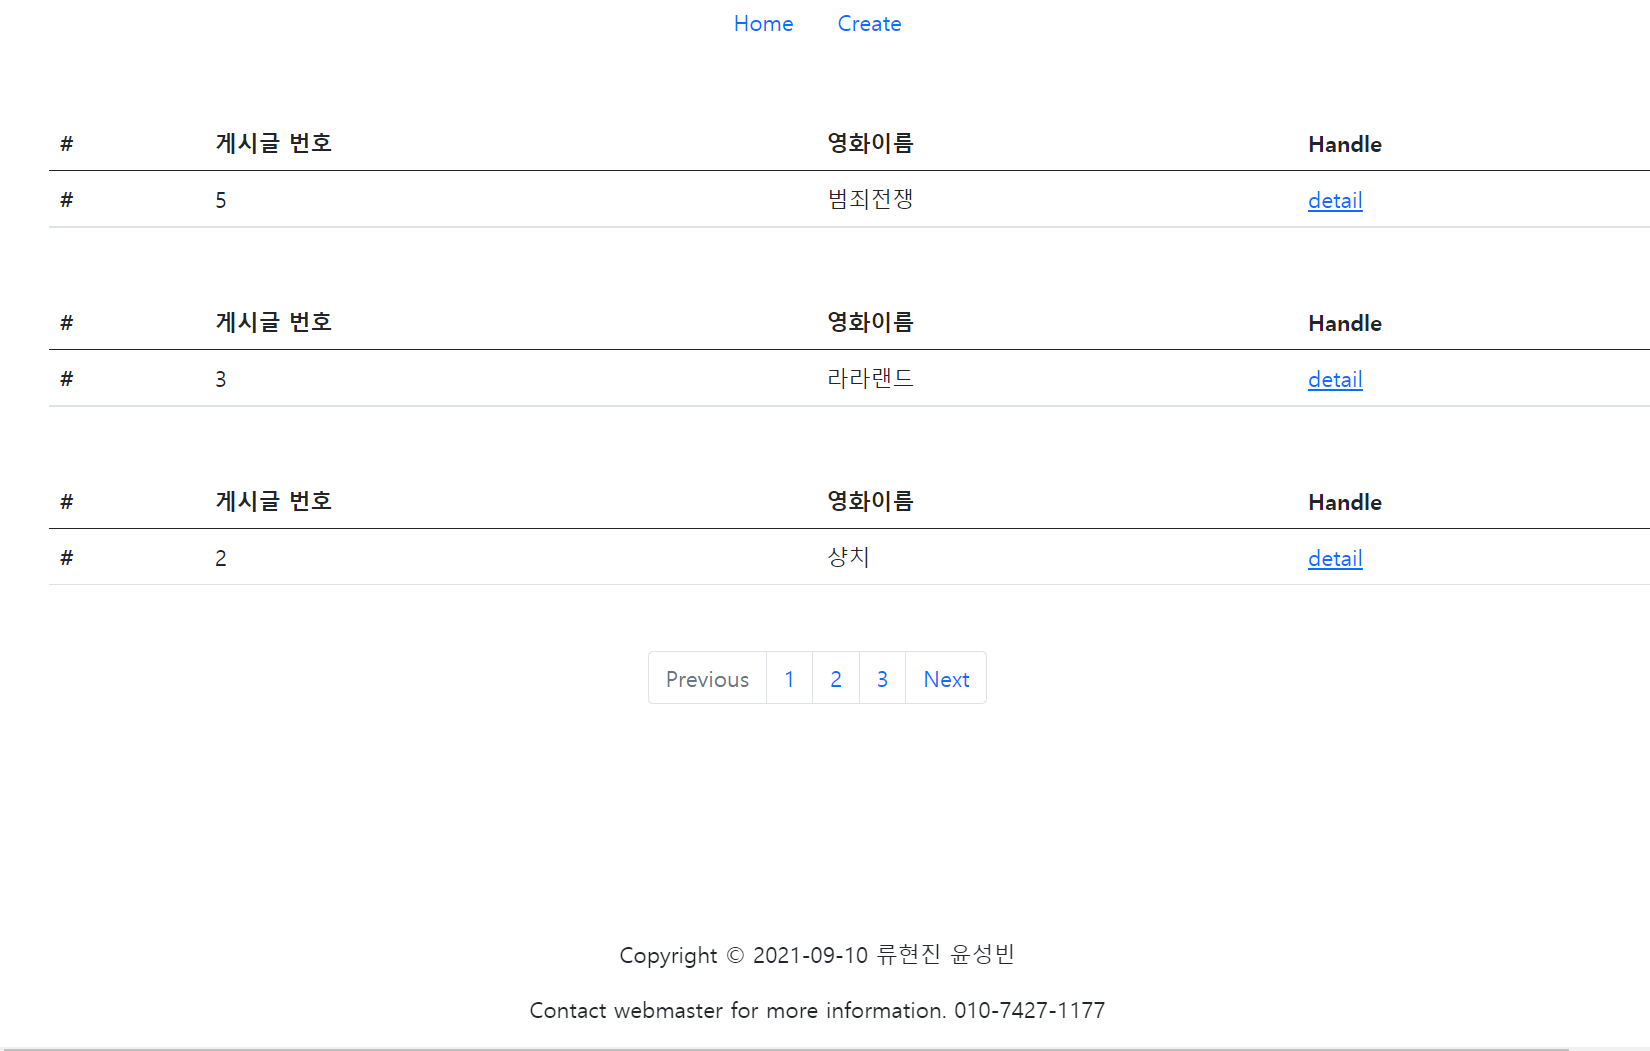 Home Create
# 게시글 번호 영화이름 Handle
# 5 범죄전쟁 detail
# 게시글 번호 영화이름 Handle
# 3 라라랜드 detail
# 게시글 번호 영화이름 Handle
# 2 샹치 detail
Previous 1 2 3 Next
Copyright © 2021-09-10 류현진 윤성빈
Contact webmaster for more information. 010-7427-1177